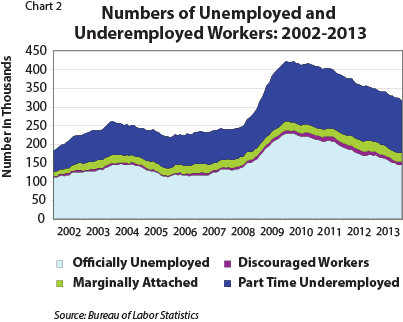 Chart 2
Numbers of Unemployed and
Underemployed Workers: 2002-2013
Number in Thousands
450
400
350
300
250
200
150
100
50
0
2002 2003 2004 2005 2006 2007 2008 2009 2010 2011 2012 2013
Officially Unemployed Discouraged Workers
Marginally Attached Part Time Underemployed
Source: Bureau of Labor Statistics